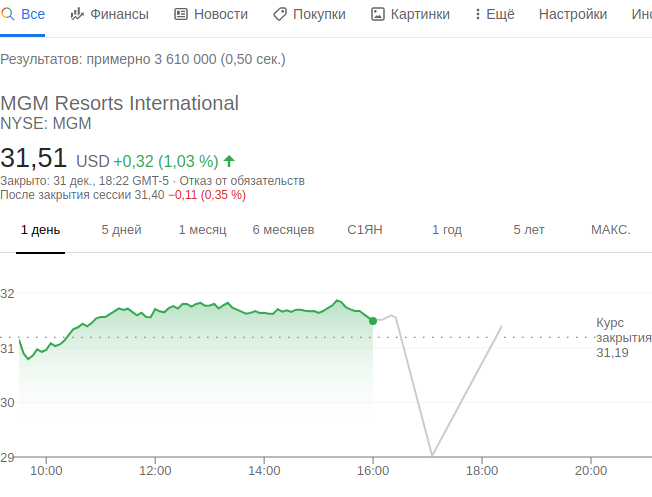 Все Финансы Новости Покупки Картинки Ещё Настройки Инс
Результатов: примерно 3 610 000 (0,50 сек.)
MGM Resorts International
NYSE: MGM
31,51 USD +0,32 (1,03 %)
Закрыто: 31 дек., 18:22 GMT-5 · Отказ от обязательств
После закрытия сессии 31,40 −0,11 (0,35 %)
1 день 5 дней 1 месяц 6 месяцев С1ЯН 1 год 5 лет МАКС.
32
31
30
29
Курс
закрытия
31,19
10:00 12:00 14:00 16:00 18:00 20:00